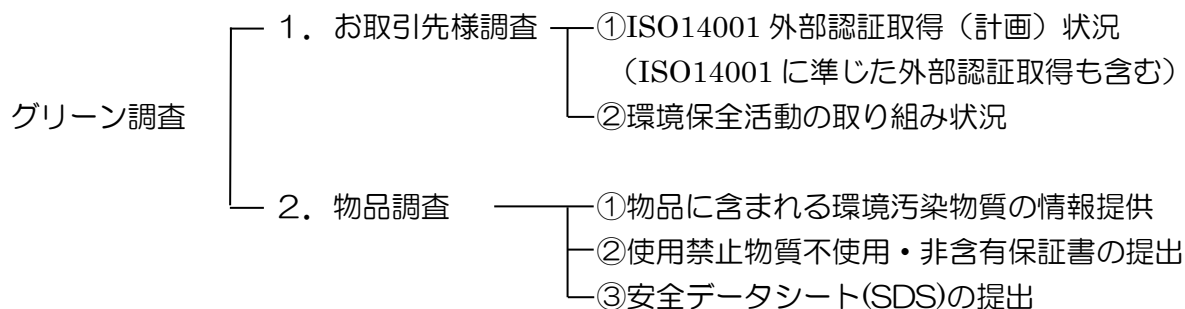 1．お取引先様調査
①ISO14001 外部認証取得（計画）状況
（ISO14001 に準じた外部認証取得も含む）
グリーン調査
②環境保全活動の取り組み状況
2．物品調査
①物品に含まれる環境汚染物質の情報提供
②使用禁止物質不使用・非含有保証書の提出
③安全データシート(SDS)の提出